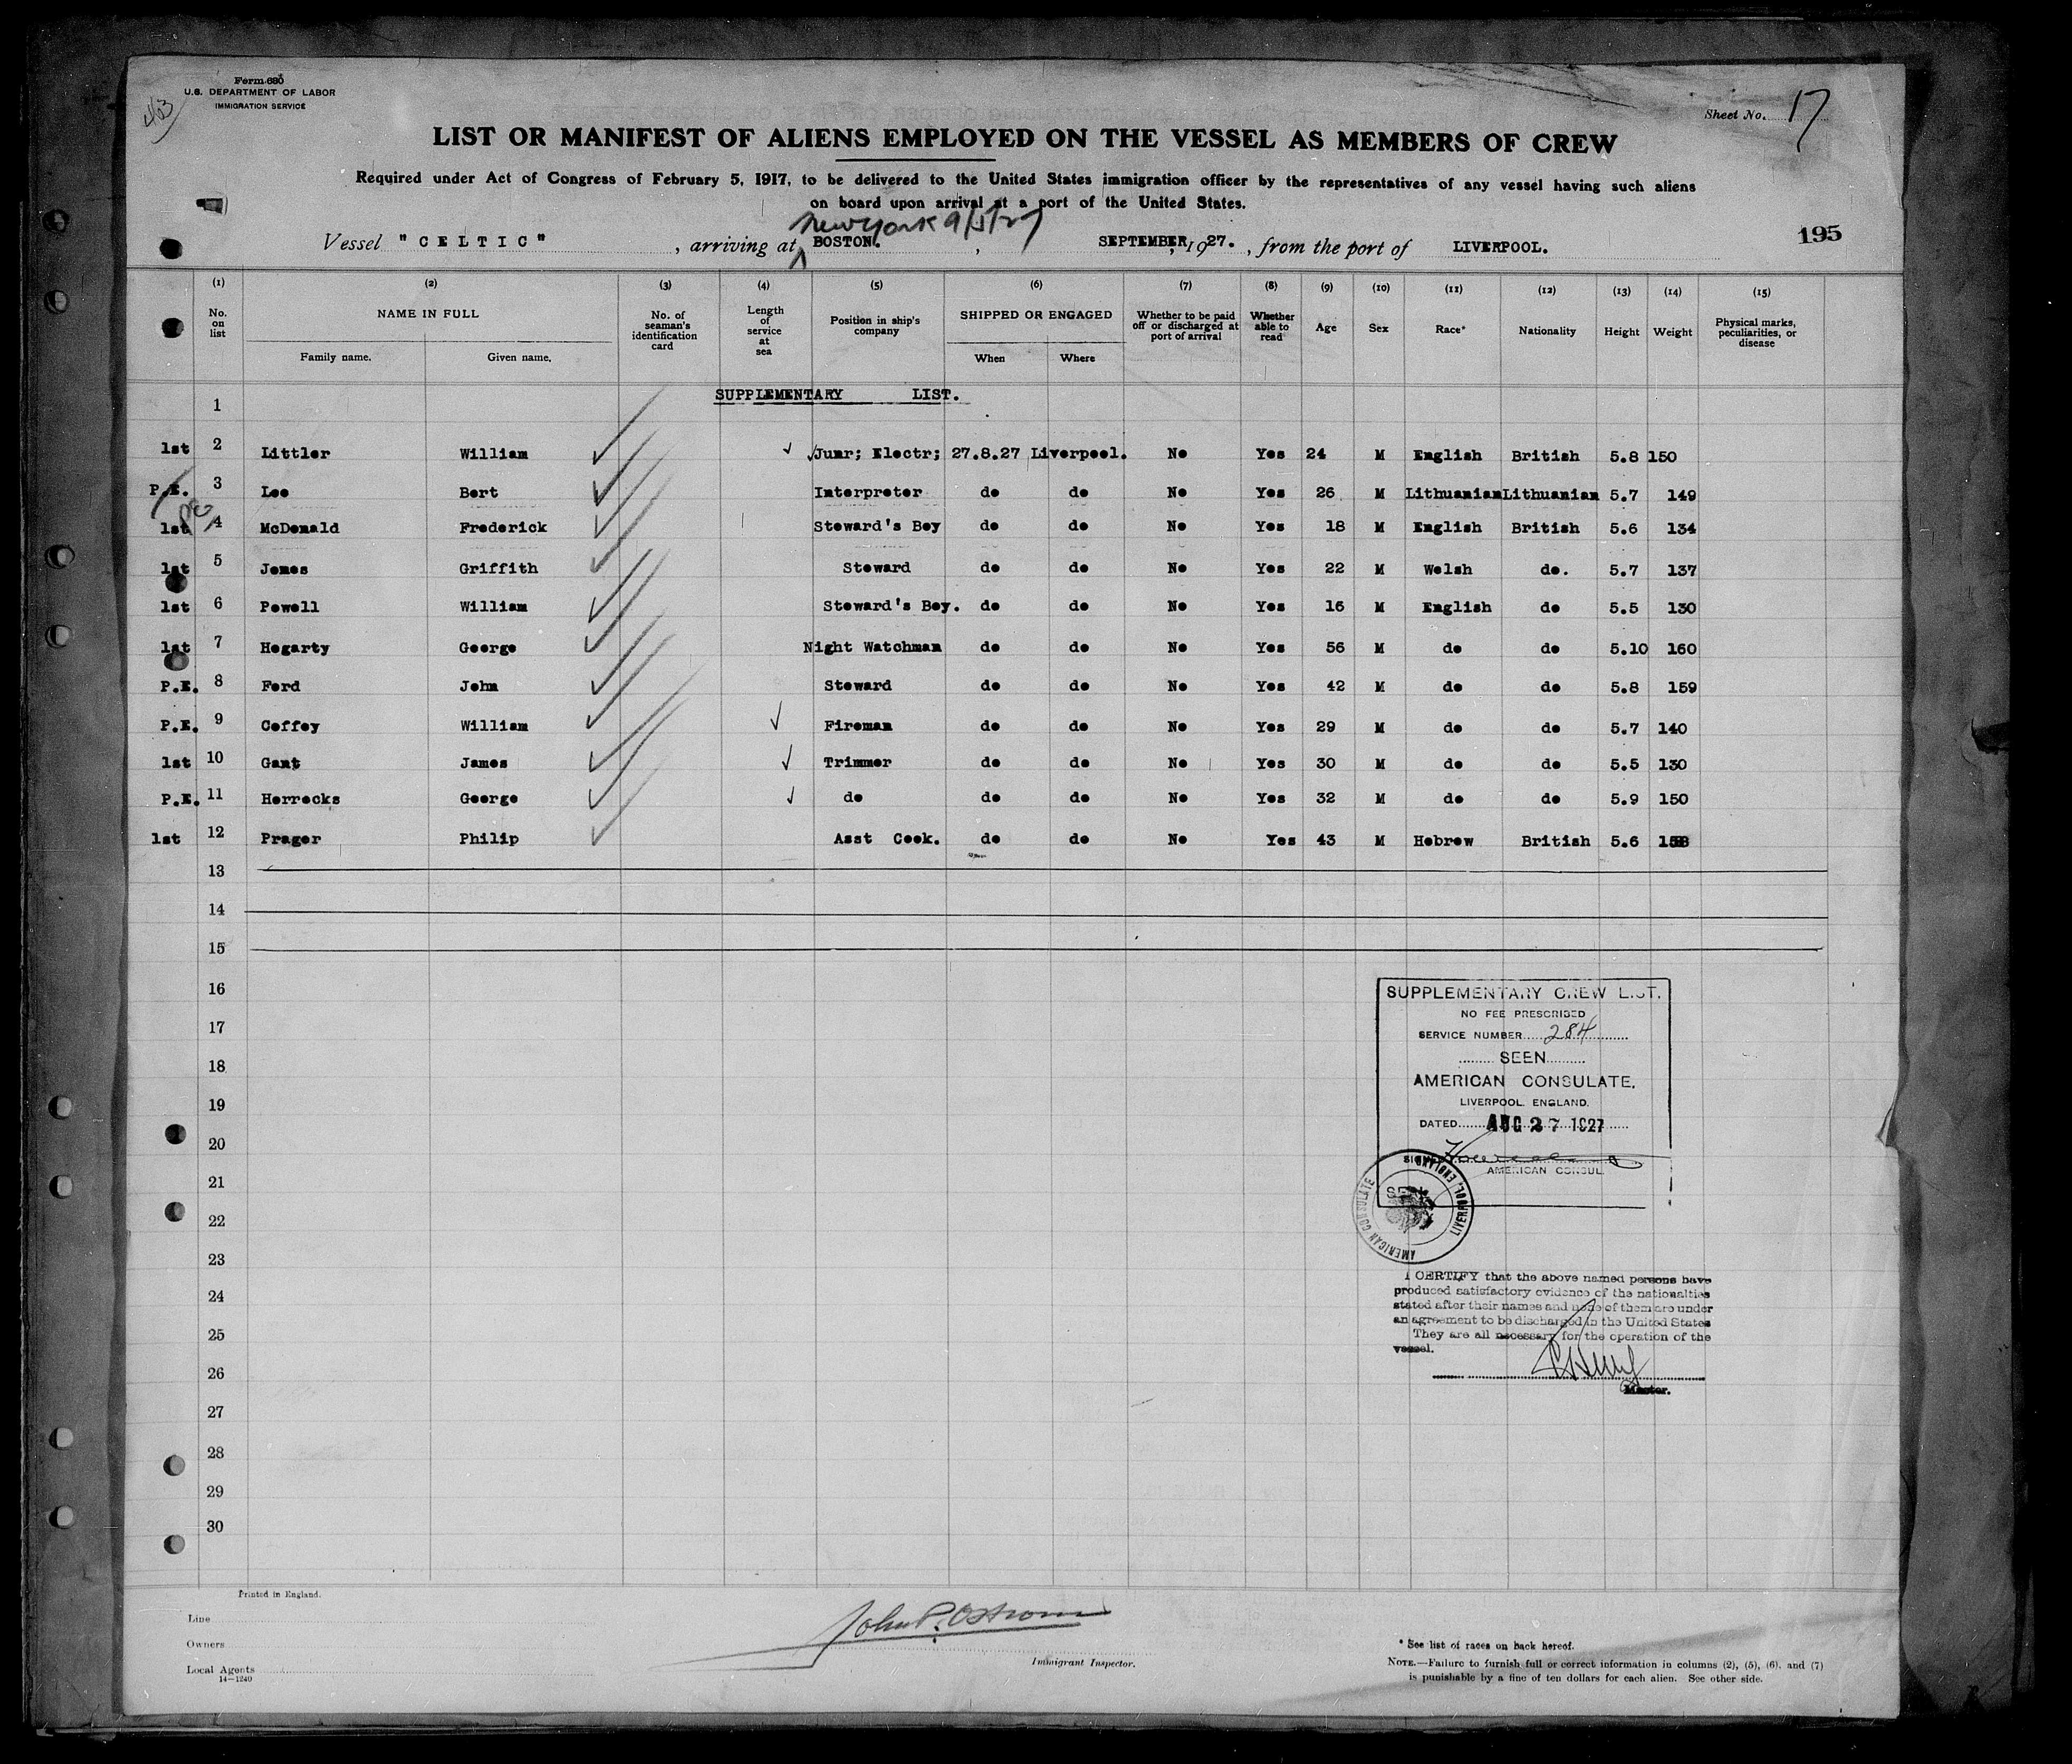 Form 680
U.S. DEPARTMENT OF LABOR
IMMIGRATION SERVICE
463
Sheet No. 17
LIST OR MANIFEST OF ALIENS EMPLOYED ON THE VESSEL AS MEMBERS OF CREW
Required under Act of Congress of February 5, 1917, to be delivered to the United States immigration officer by the representatives of any vessel having such aliens
on board upon arrival at a port of the United States.
New York 9/5/27
Vessel "CELTIC", arriving at BOSTON., SEPTEMBER, 1927., from the port of LIVERPOOL.
195
(1) (2) (3) (4) (5) (6) (7) (8) (9) (10) (11) (12) (13) (14) (15)
No. on list NAME IN FULL Family name. Given name. No. of seaman's identification card Length of service at sea Position in ship's company SHIPPED OR ENGAGED When Where Whether to be paid off or discharged at port of arrival Whether able to read Age Sex Race* Nationality Height Weight Physical marks, peculiarities, or disease
1 SUPPLEMENTARY LIST.
1st 2 Littler William Junr; Electr; 27.8.27 Liverpool. No Yes 24 M English British 5.8 150
P.E. 3 Lee Bert Interpreter do do No Yes 26 M Lithuanian Lithuanian 5.7 149
1st 4 McDonald Frederick Steward's Boy do do No Yes 18 M English British 5.6 134
1st 5 Jones Griffith Steward do do No Yes 22 M Welsh do. 5.7 137
1st 6 Powell William Steward's Boy. do do No Yes 16 M English do 5.5 130
1st 7 Hogarty George Night Watchman do do No Yes 56 M do do 5.10 160
P.E. 8 Ford John Steward do do No Yes 42 M do do 5.8 159
P.E. 9 Coffey William Fireman do do No Yes 29 M do do 5.7 140
1st 10 Gant James Trimmer do do No Yes 30 M do do 5.5 130
P.E. 11 Horrocks George do do do No Yes 32 M do do 5.9 150
1st 12 Prager Philip Asst Cook. do do No Yes 43 M Hebrew British 5.6
13
14
15
16
17
18
19
20
21
22
23
24
25
26
27
28
29
30
SUPPLEMENTARY CREW LIST.
NO FEE PRESCRIBED
SERVICE NUMBER 284
SEEN
AMERICAN CONSULATE,
LIVERPOOL. ENGLAND.
DATED AUG 27 1927
SIGNED
AMERICAN CONSUL
AMERICAN CONSULATE LIVERPOOL, ENGLAND
SEEN
I CERTIFY that the above named persons have
produced satisfactory evidence of the nationalties
stated after their names and none of them are under
an agreement to be discharged in the United States
They are all necessary for the operation of the
vessel.
Master.
Printed in England.
Line
Owners
Local Agents
14-1240
John P. Ostrom
Immigrant Inspector.
* See list of races on back hereof.
NOTE.—Failure to furnish full or correct information in columns (2), (5), (6), and (7)
is punishable by a fine of ten dollars for each alien. See other side.